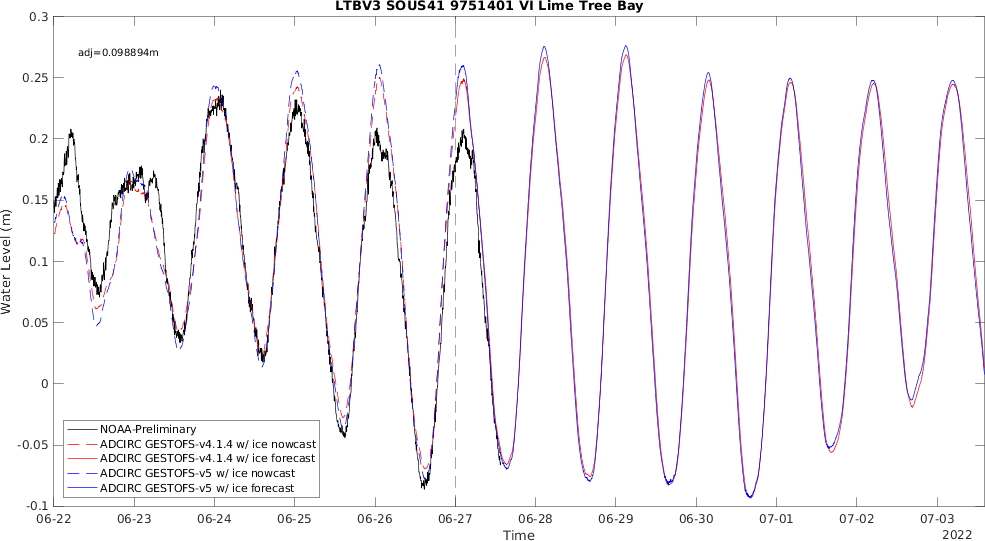 LTBV3 SOUS41 9751401 VI Lime Tree Bay
adj=0.098894m
0.3
0.25
0.2
0.15
0.1
0.05
0
-0.05
-0.1
Water Level (m)
NOAA-Preliminary
ADCIRC GESTOFS-v4.1.4 w/ ice nowcast
ADCIRC GESTOFS-v4.1.4 w/ ice forecast
ADCIRC GESTOFS-v5 w/ ice nowcast
ADCIRC GESTOFS-v5 w/ ice forecast
06-22 06-23 06-24 06-25 06-26 06-27 06-28 06-29 06-30 07-01 07-02 07-03
Time
2022